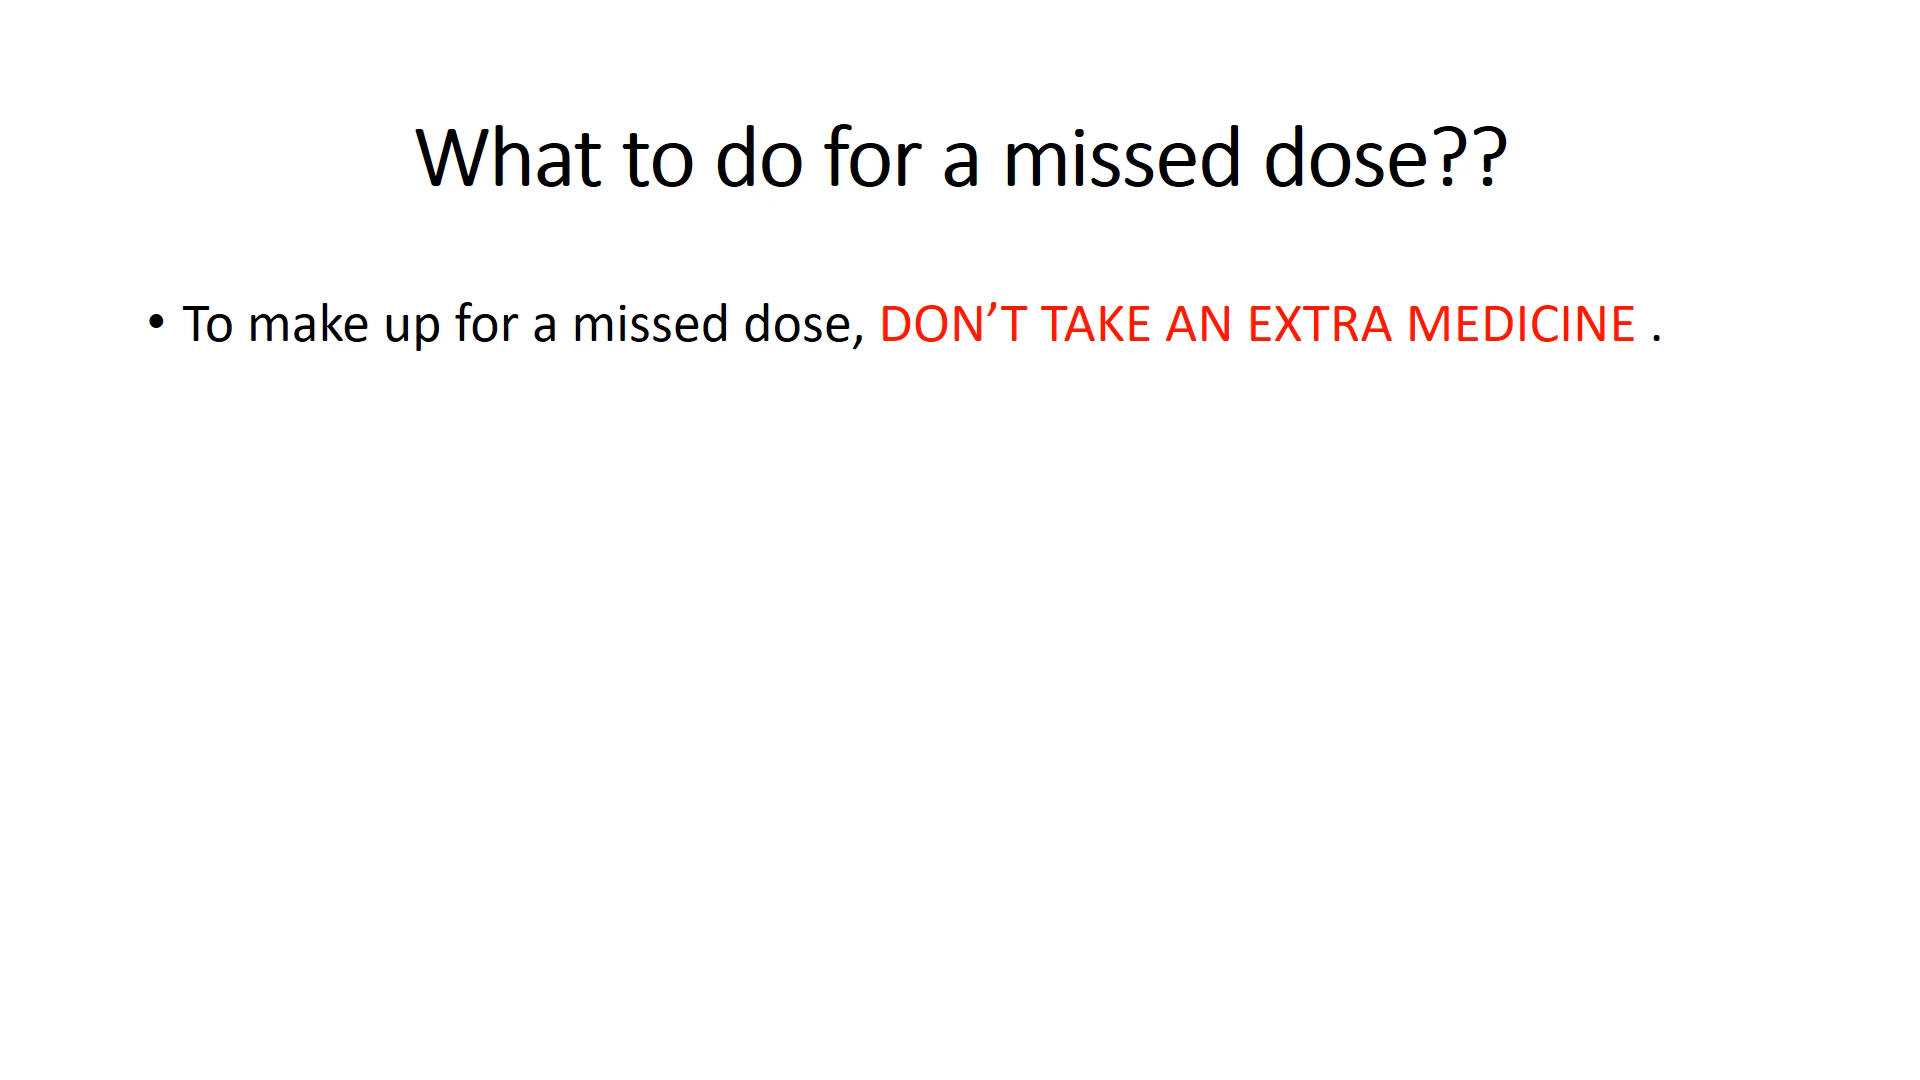 What to do for a missed dose??
• To make up for a missed dose, DON’T TAKE AN EXTRA MEDICINE .